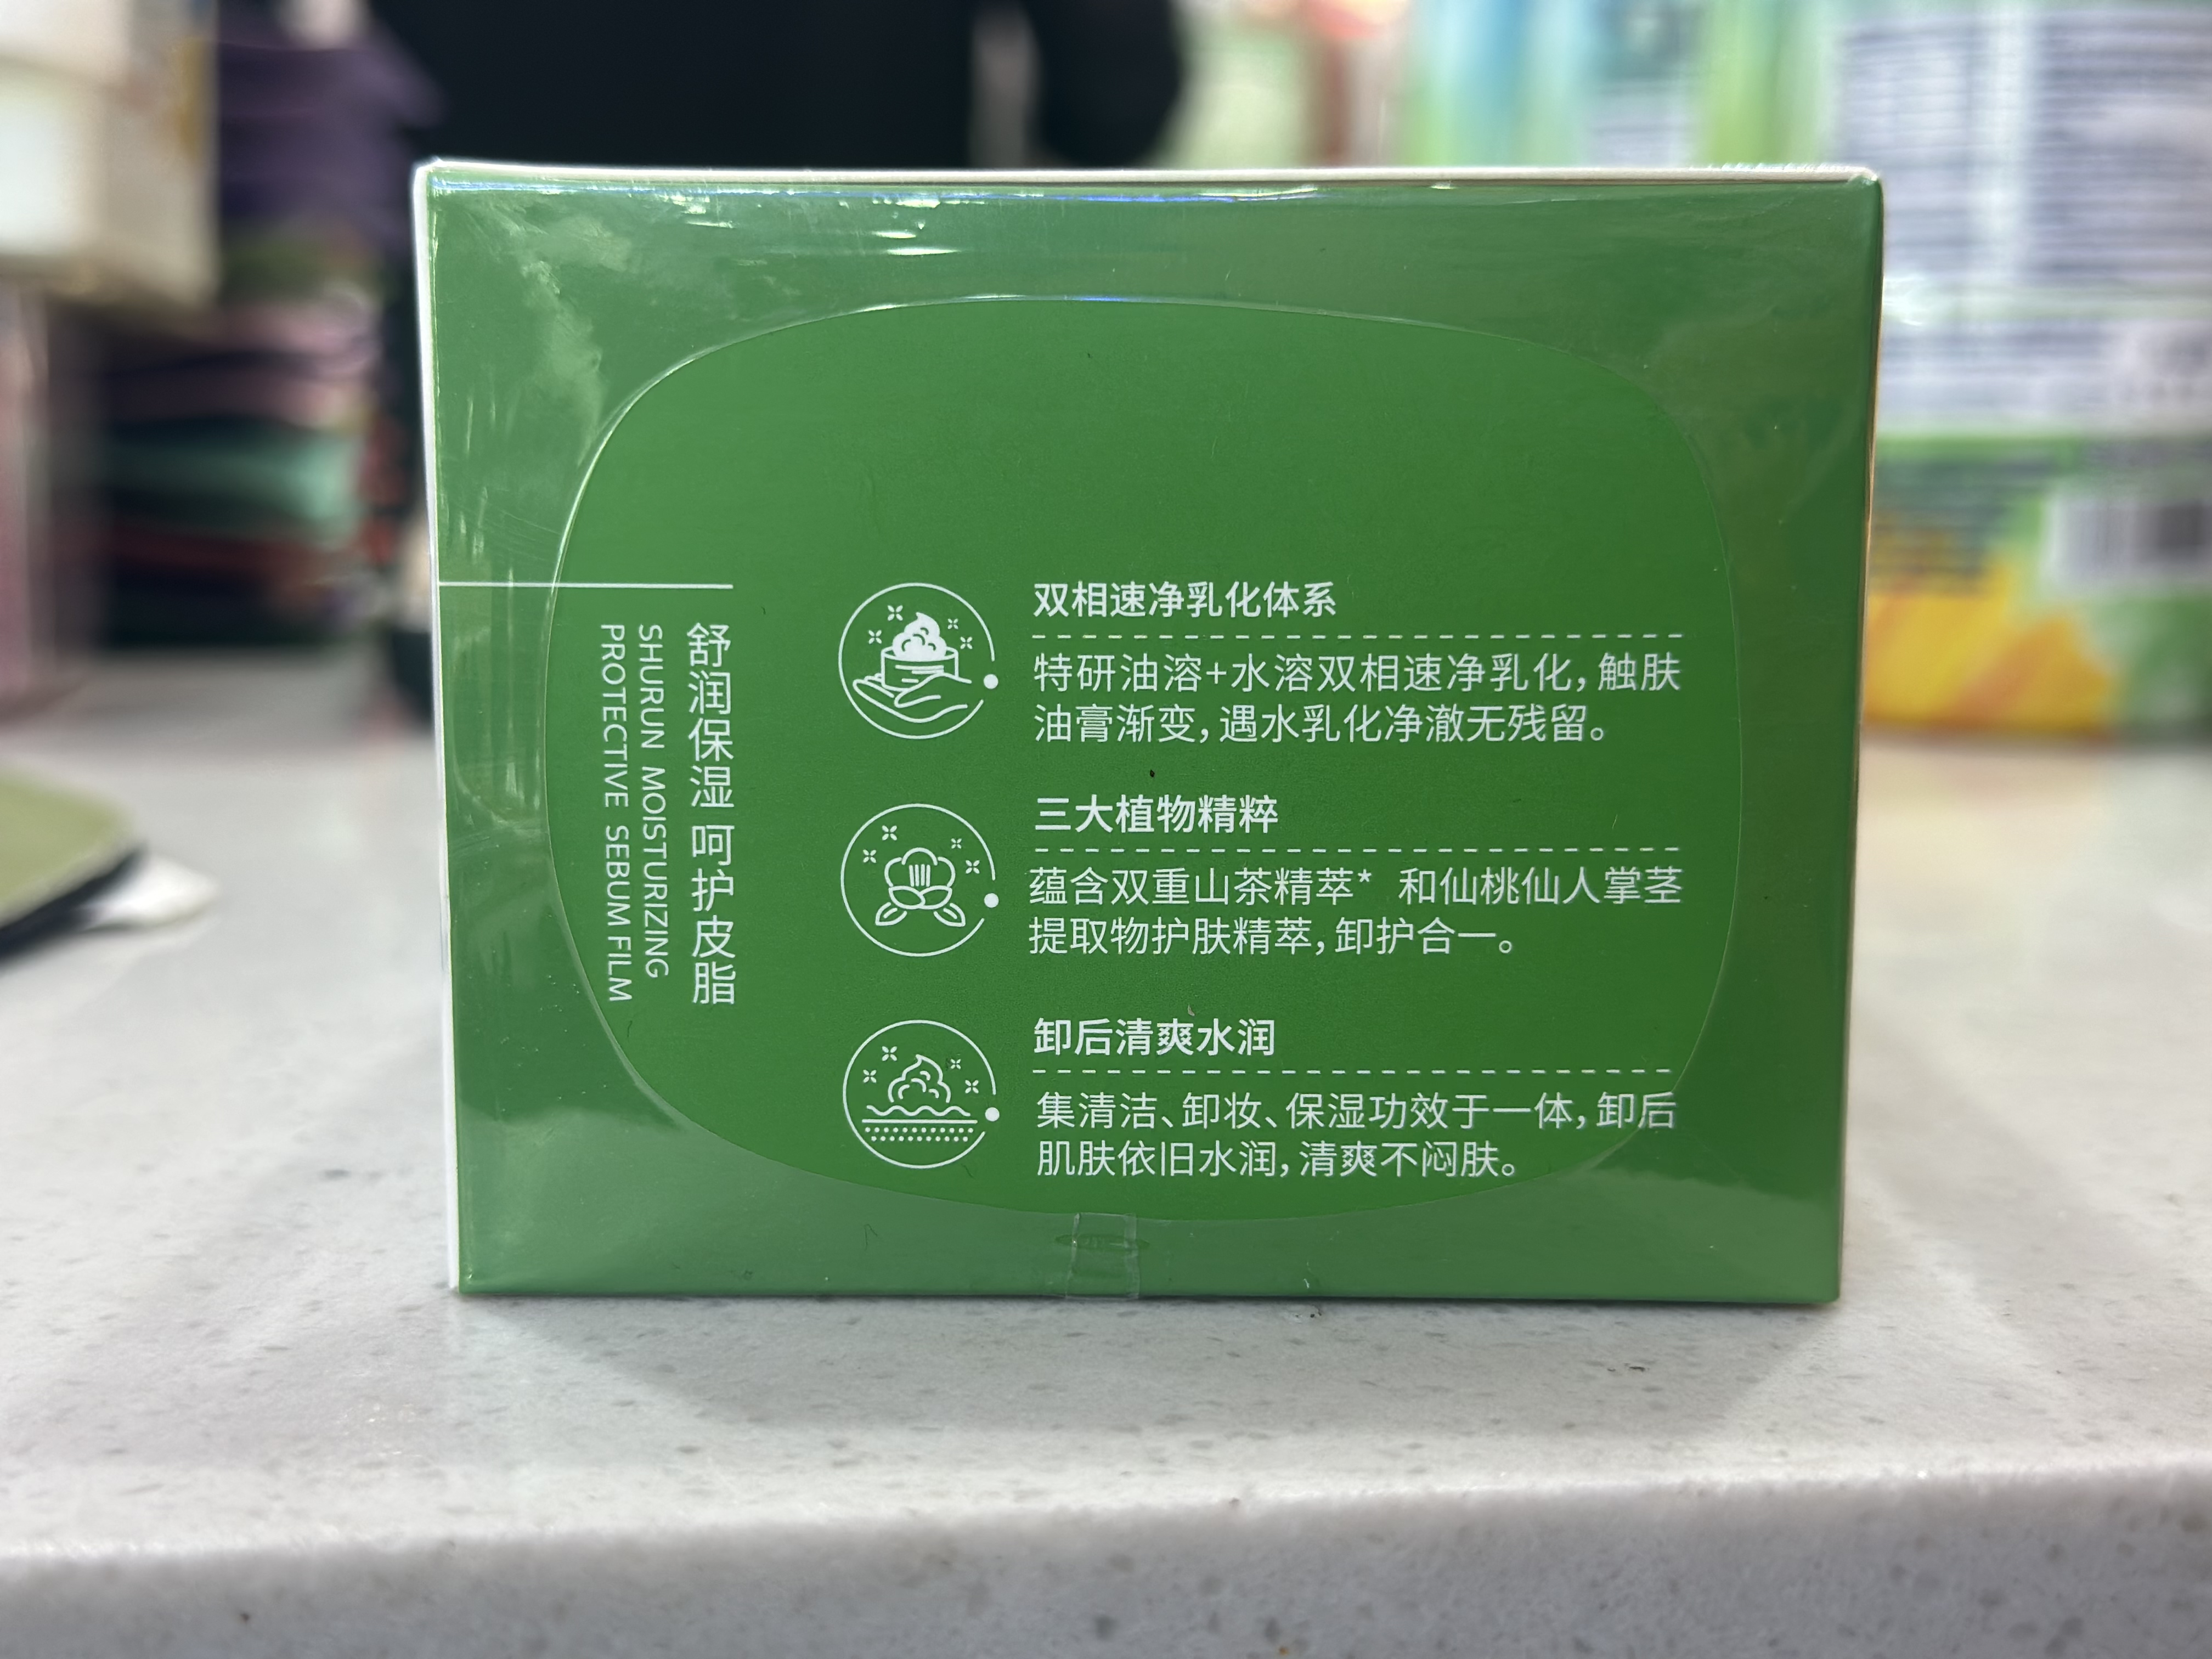 舒润保湿 呵护皮脂
SHURUN MOISTURIZING
PROTECTIVE SEBUM FILM
双相速净乳化体系
特研油溶+水溶双相速净乳化，触肤
油膏渐变，遇水乳化净澈无残留。
三大植物精粹
蕴含双重山茶精萃* 和仙桃仙人掌茎
提取物护肤精萃，卸护合一。
卸后清爽水润
集清洁、卸妆、保湿功效于一体，卸后
肌肤依旧水润，清爽不闷肤。